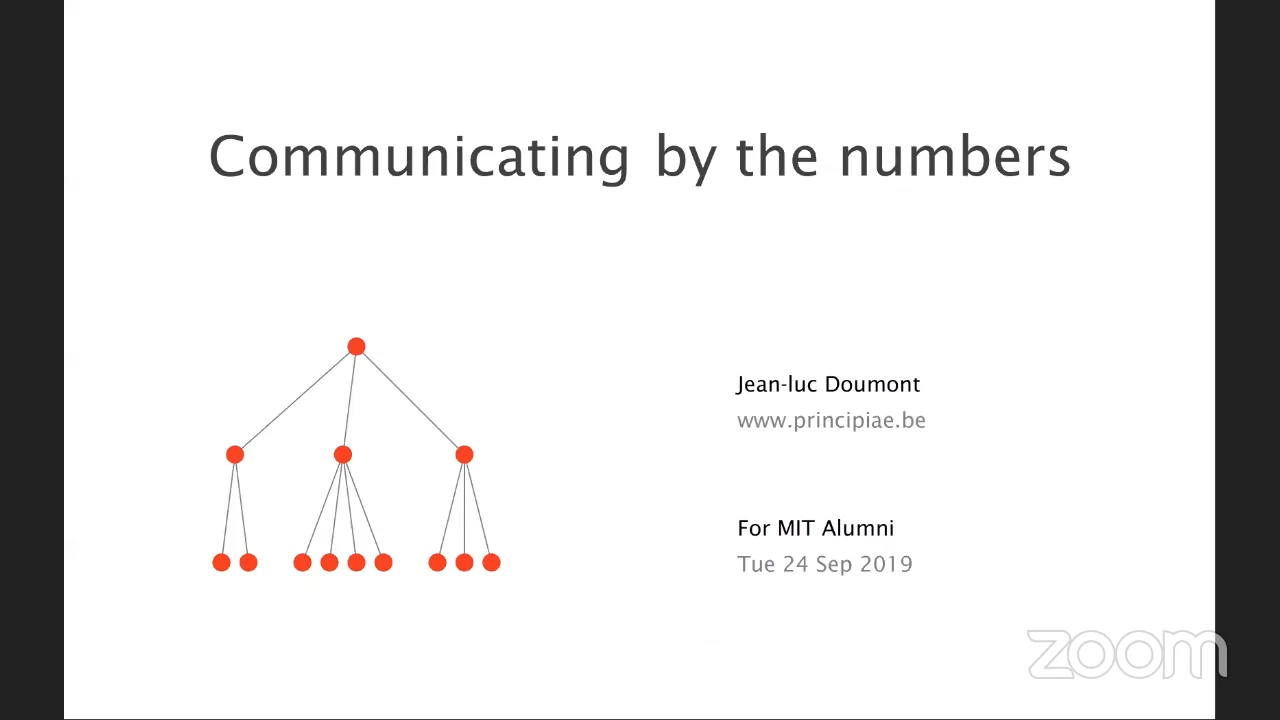 Communicating by the numbers
Jean-luc Doumont
www.principiae.be
For MIT Alumni
Tue 24 Sep 2019
zoom